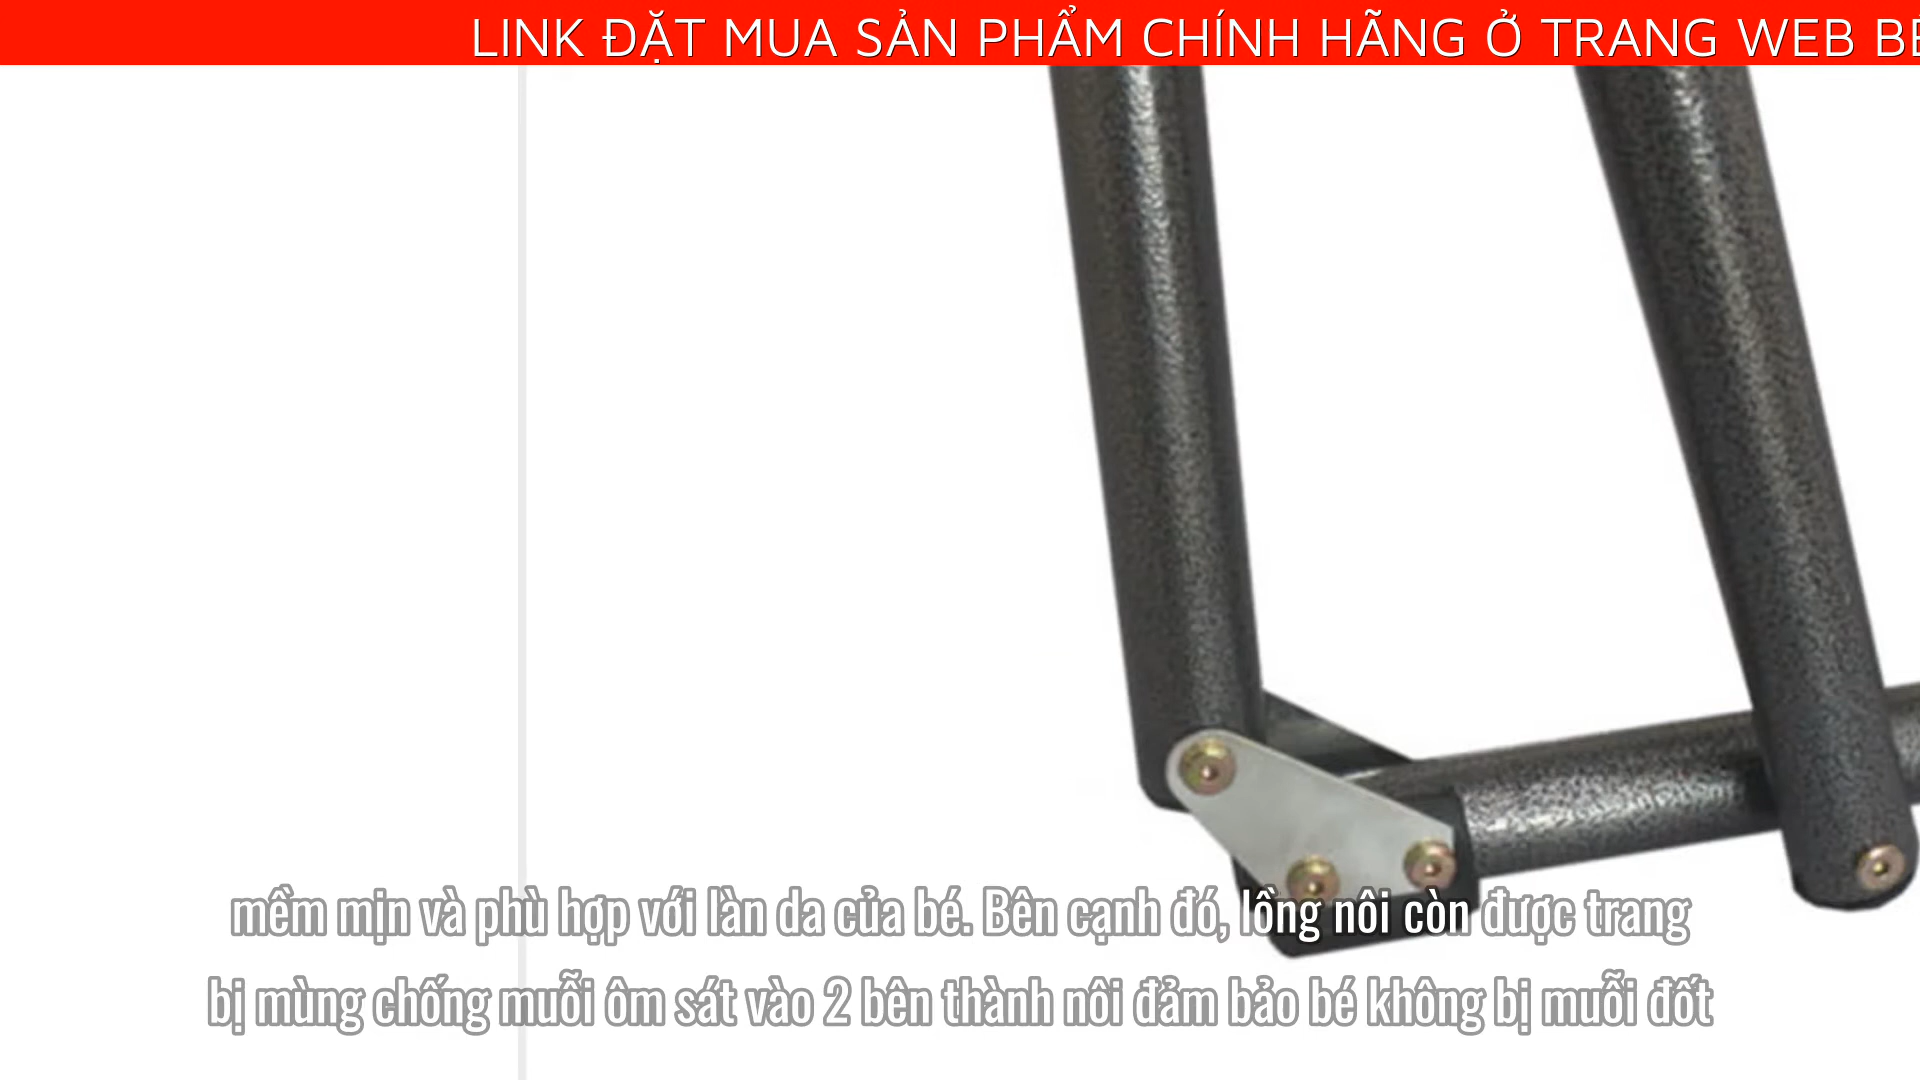 LINK ĐẶT MUA SẢN PHẨM CHÍNH HÃNG Ở TRANG WEB
mềm mịn và phù hợp với làn da của bé. Bên cạnh đó, lồng nôi còn được trang
bị mùng chống muỗi ôm sát vào 2 bên thành nôi đảm bảo bé không bị muỗi đốt